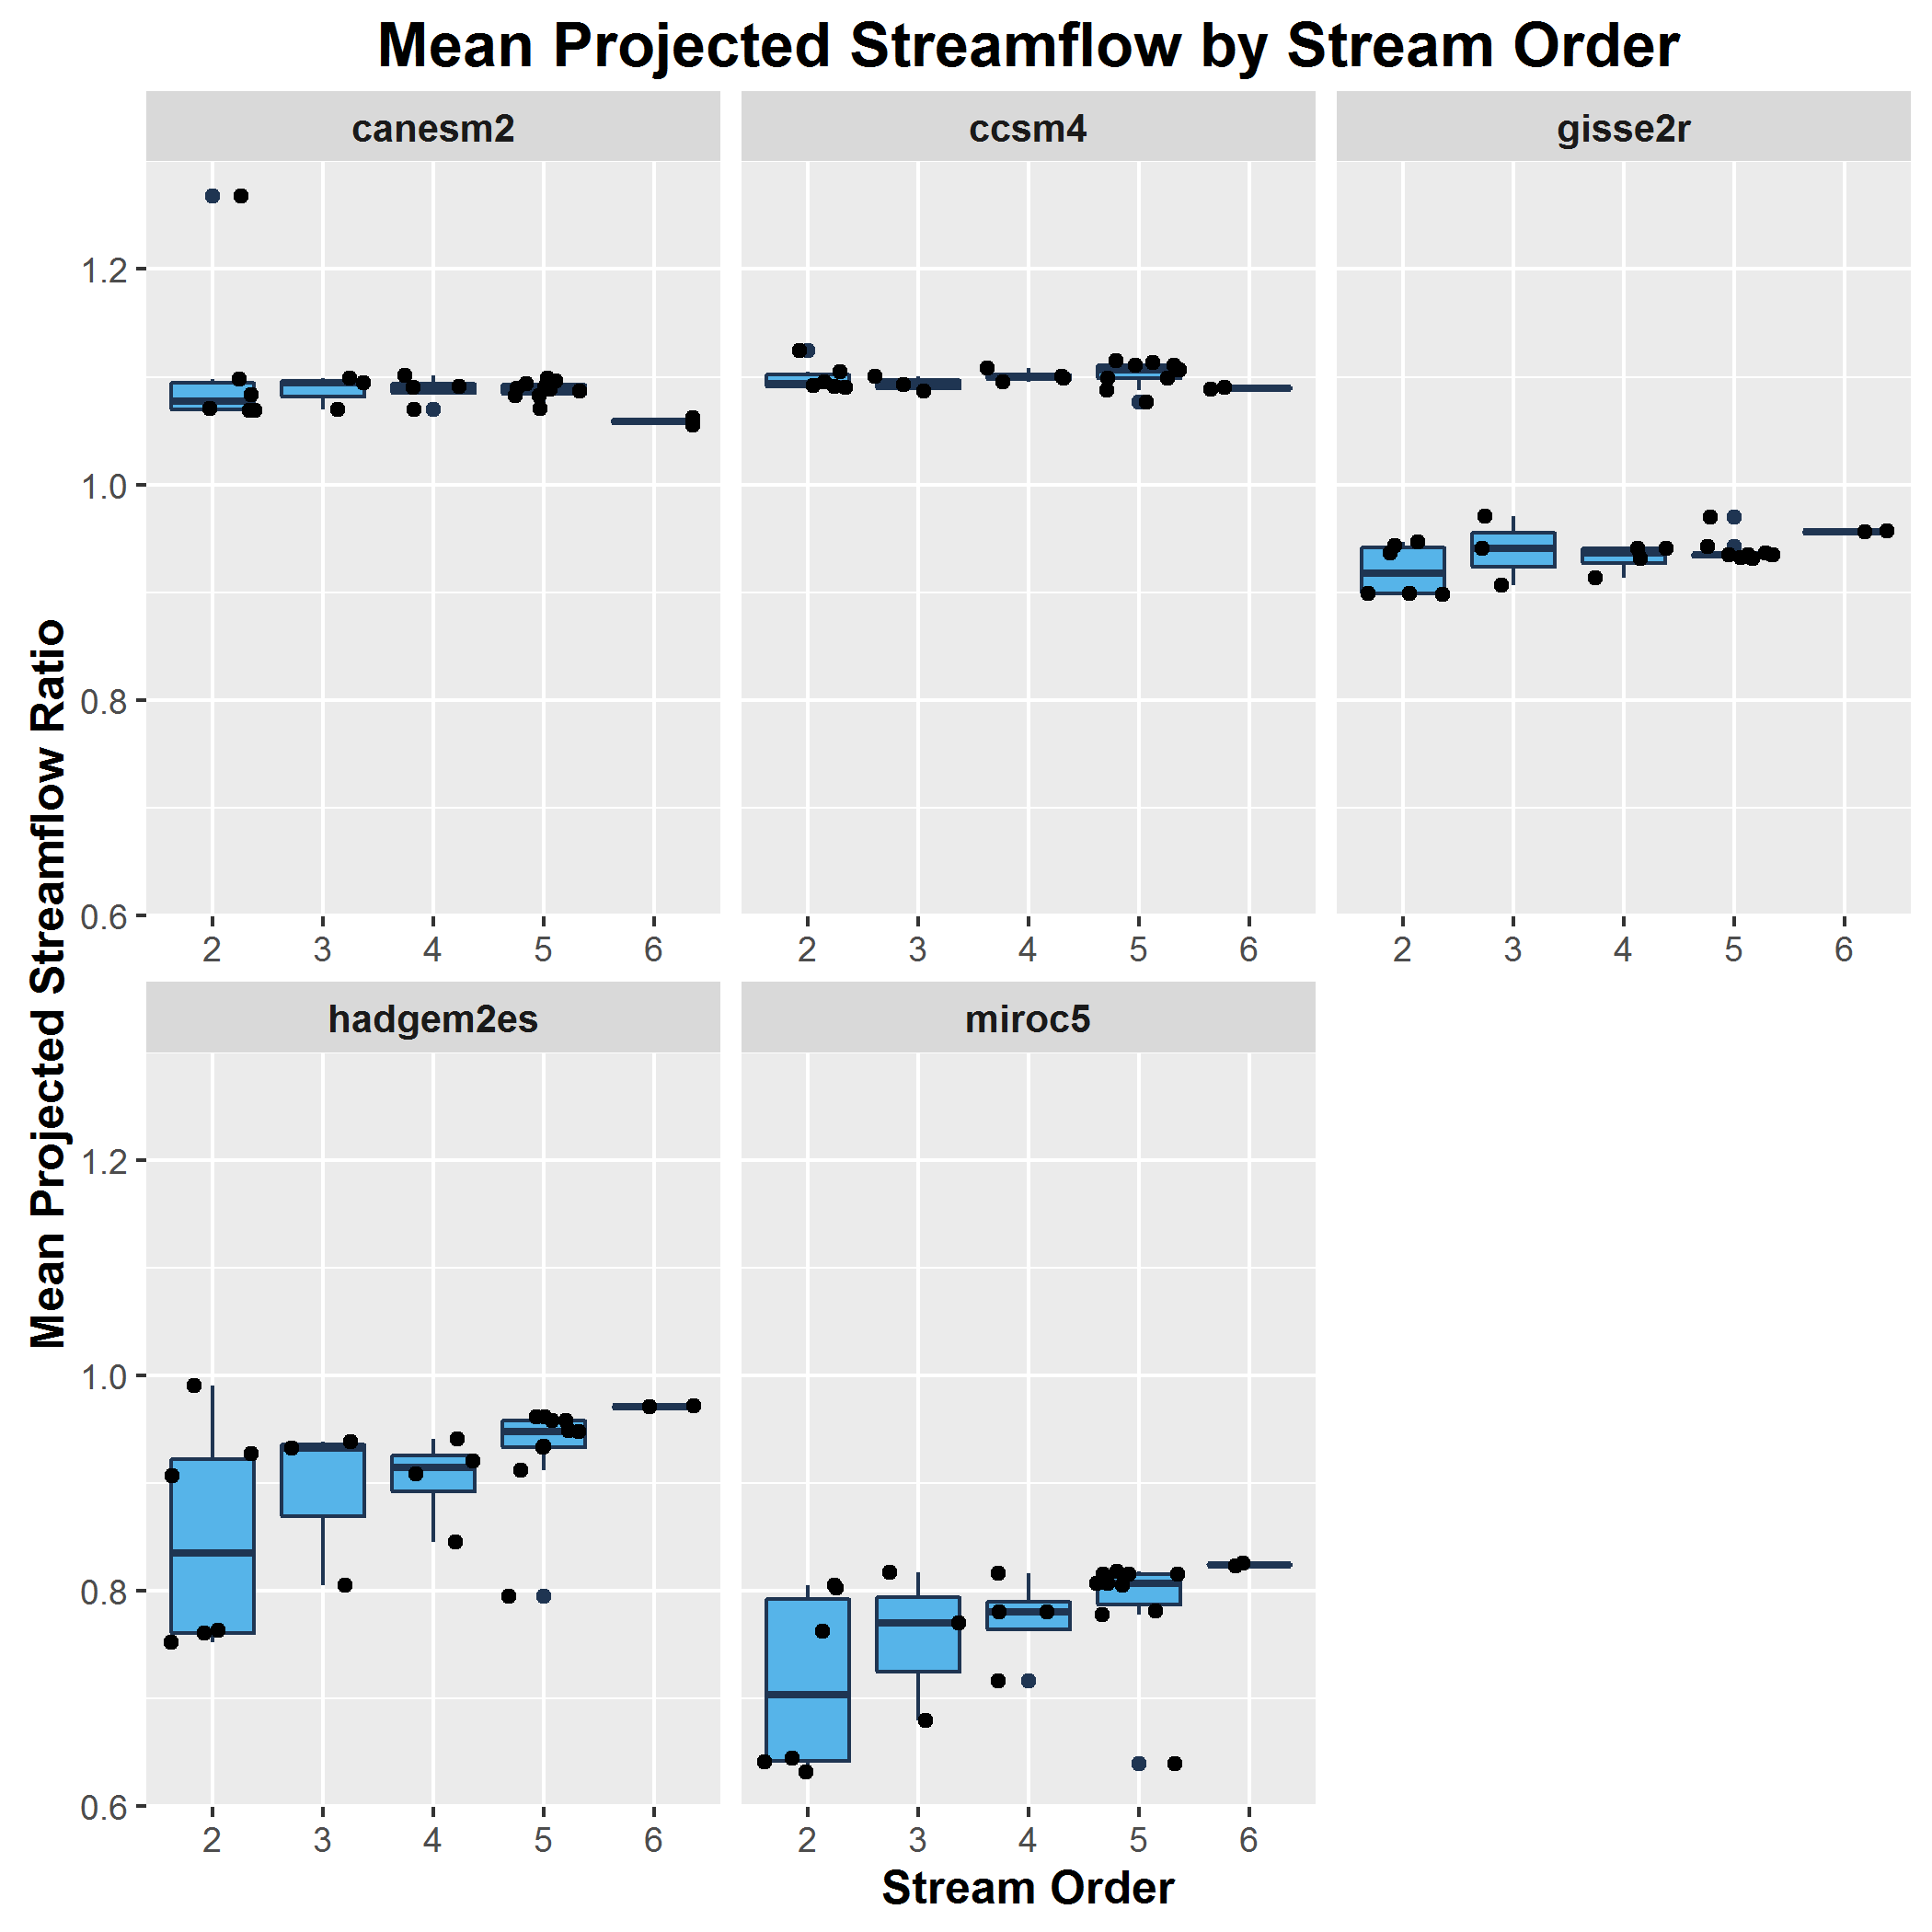 Mean Projected Streamflow by Stream Order
canesm2 ccsm4 gisse2r
1.2
1.0
0.8
0.6
2 3 4 5 6 2 3 4 5 6 2 3 4 5 6
Mean Projected Streamflow Ratio
hadgem2es miroc5
1.2
1.0
0.8
0.6
2 3 4 5 6 2 3 4 5 6
Stream Order